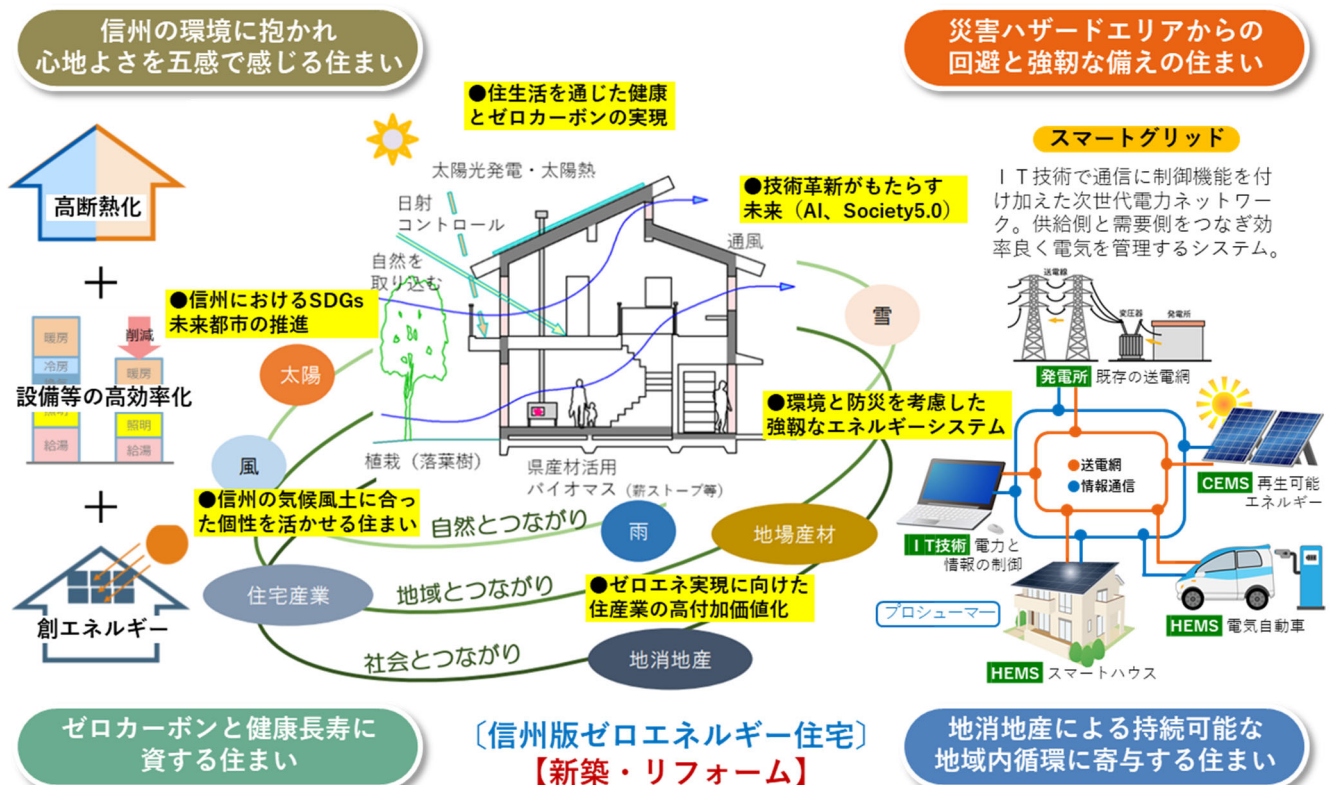 信州の環境に抱かれ
心地よさを五感で感じる住まい
災害ハザードエリアからの
回避と強靭な備えの住まい
●住生活を通じた健康
とゼロカーボンの実現
太陽光発電・太陽熱
日射
コントロール
自然を
取り込む
●技術革新がもたらす
未来（AI、Society5.0）
通風
高断熱化
＋
●信州におけるSDGs
未来都市の推進
太陽
雪
暖房
冷房
照明
給湯
削減
暖房
照明
給湯
設備等の高効率化
風
植栽（落葉樹）
県産材活用
バイオマス（薪ストーブ等）
●環境と防災を考慮した
強靭なエネルギーシステム
●信州の気候風土に合っ
た個性を活かせる住まい
自然とつながり
雨
地場産材
＋
創エネルギー
住宅産業
地域とつながり
●ゼロエネ実現に向けた
住産業の高付加価値化
社会とつながり
地消地産
スマートグリッド
ＩＴ技術で通信に制御機能を付
け加えた次世代電力ネットワー
ク。供給側と需要側をつなぎ効
率良く電気を管理するシステム。
送電線
変圧器
発電所
発電所 既存の送電網
●送電網
●情報通信
CEMS 再生可能
エネルギー
ＩT技術 電力と
情報の制御
プロシューマー
HEMS 電気自動車
HEMS スマートハウス
ゼロカーボンと健康長寿に
資する住まい
〔信州版ゼロエネルギー住宅〕
【新築・リフォーム】
地消地産による持続可能な
地域内循環に寄与する住まい